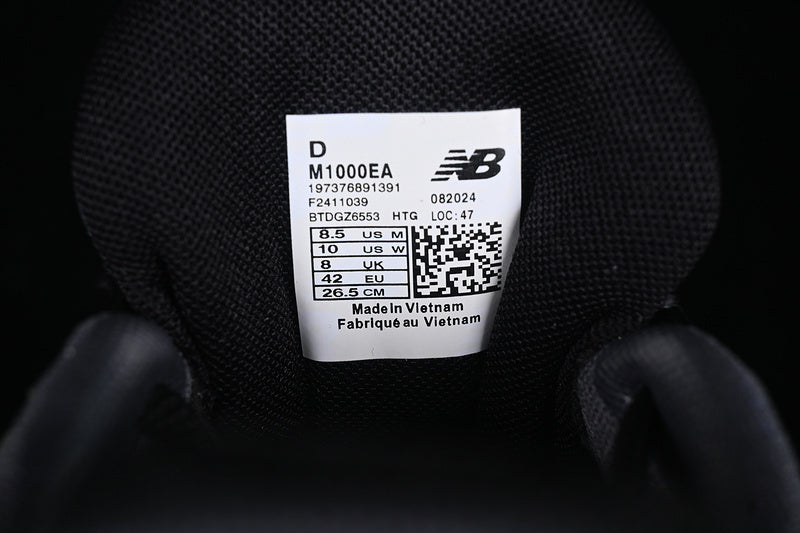 D
NB
M1000EA
197376891391
F2411039 082024
BTDGZ6553 HTG LOC:47
8.5 US M
10 US W
8 UK
42 EU
26.5 CM
Made in Vietnam
Fabriqué au Vietnam